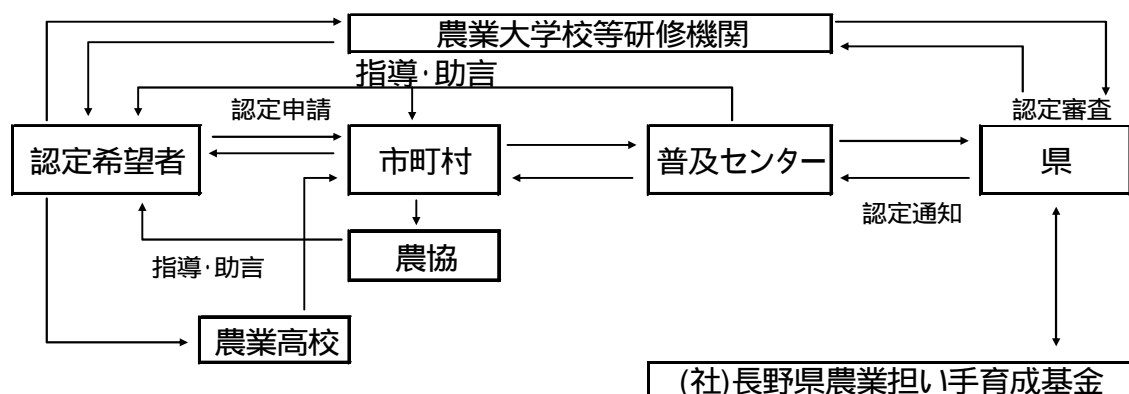 農業大学校等研修機関
指導･助言
認定申請
認定審査
認定希望者
市町村
普及センター
県
認定通知
農協
指導･助言
農業高校
(社)長野県農業担い手育成基金